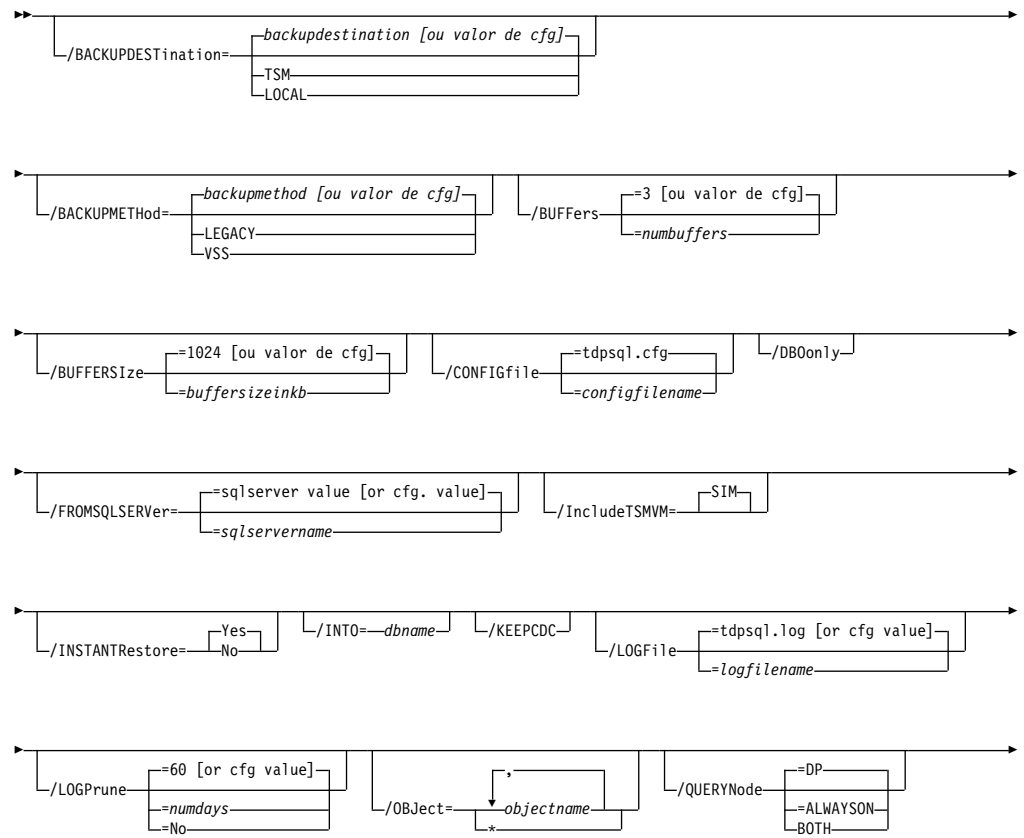 backupdestination [ou valor de cfg]
/BACKUPDESTination=
TSM
LOCAL
backupmethod [ou valor de cfg]
/BACKUPMETHod=
LEGACY
VSS
=3 [ou valor de cfg]
/BUFFers
=numbuffers
=1024 [ou valor de cfg]
/BUFFERSIze
=buffersizeinkb
=tdpsql.cfg
/CONFIGfile
=configfilename
/DBOonly
=sqlserver value [or cfg. value]
/FROMSQLSERVer=
=sqlservername
SIM
/IncludeTSMVM=
Yes
/INSTANTRestore=
No
/INTO= dbname
/KEEPCDC
=tdpsql.log [or cfg value]
/LOGFile
=logfilename
=60 [or cfg value]
/LOGPrune
=numdays
=No
,
/OBJect= objectname
*
=DP
/QUERYNode
=ALWAYSON
BOTH